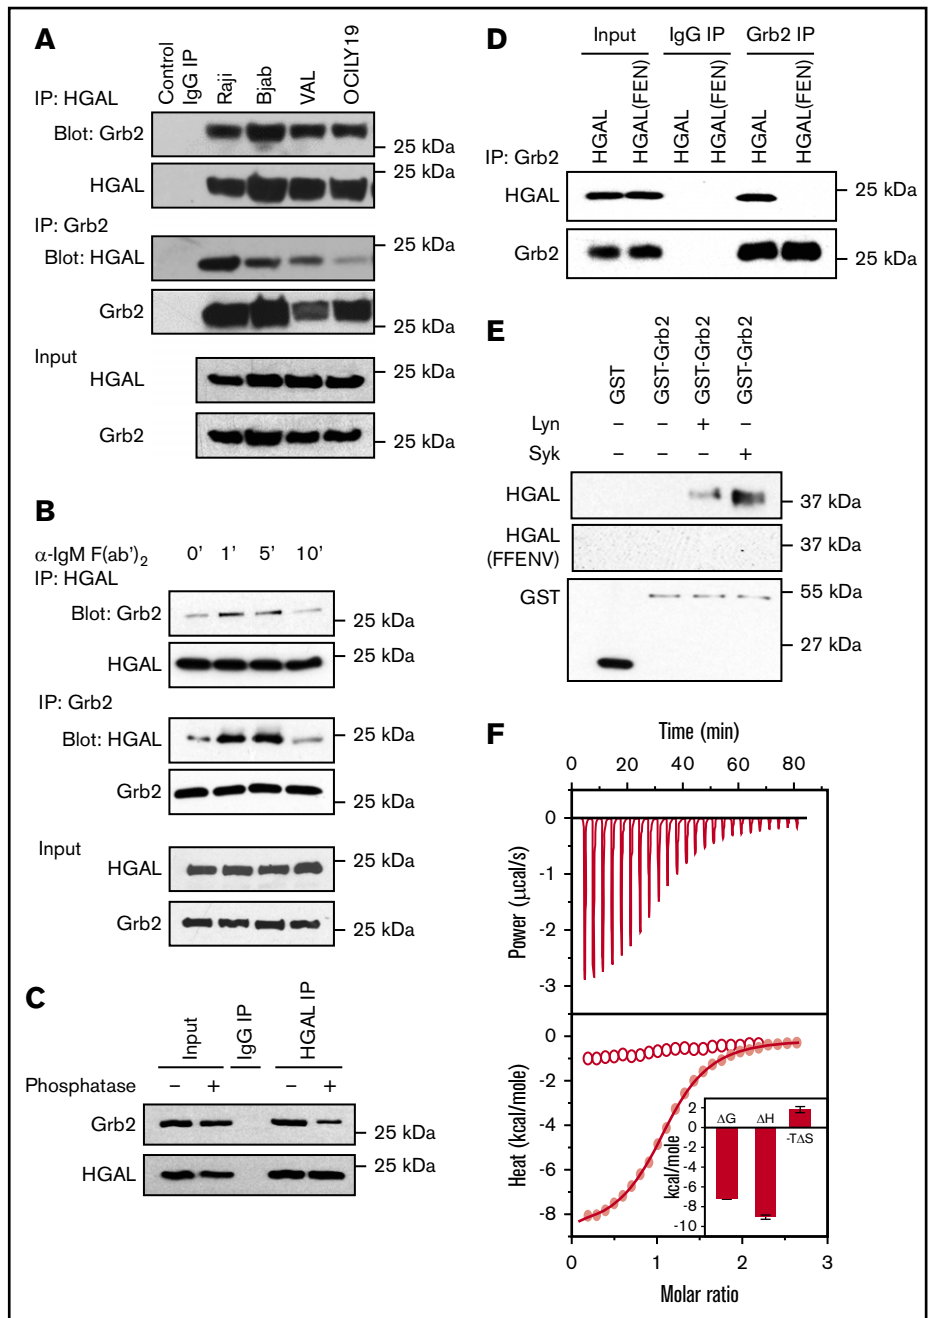 A
Control
IgG IP
Raji
Bjab
VAL
OCILY19
IP: HGAL
Blot: Grb2
25 kDa
HGAL
25 kDa
IP: Grb2
Blot: HGAL
25 kDa
Grb2
25 kDa
Input
HGAL
25 kDa
Grb2
25 kDa
B
α-IgM F(ab')2
0' 1' 5' 10'
IP: HGAL
Blot: Grb2
25 kDa
HGAL
25 kDa
IP: Grb2
Blot: HGAL
25 kDa
Grb2
25 kDa
Input
HGAL
25 kDa
Grb2
25 kDa
C
Input
IgG IP
HGAL IP
Phosphatase − + − +
Grb2
25 kDa
HGAL
25 kDa
D
Input IgG IP Grb2 IP
HGAL
HGAL(FEN)
HGAL
HGAL(FEN)
HGAL
HGAL(FEN)
IP: Grb2
HGAL
25 kDa
Grb2
25 kDa
E
GST
GST-Grb2
GST-Grb2
GST-Grb2
Lyn − − + −
Syk − − − +
HGAL
37 kDa
HGAL
(FFENV)
37 kDa
GST
55 kDa
27 kDa
F
Time (min)
0 20 40 60 80
Power (μcal/s)
0
-1
-2
-3
Heat (kcal/mole)
0
-2
-4
-6
-8
kcal/mole
2
0
-2
-4
-6
-8
-10
ΔG ΔH
-TΔS
0 1 2 3
Molar ratio